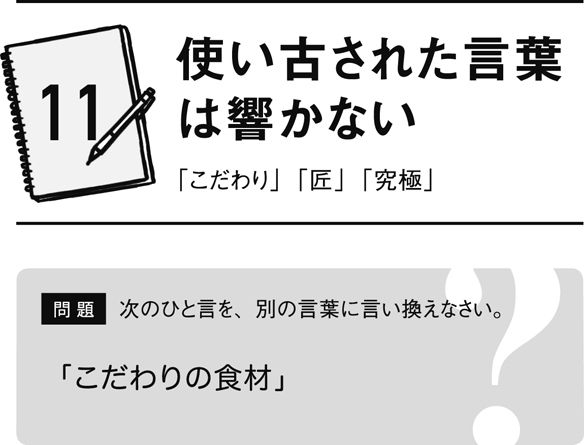 11
使い古された言葉
は響かない
「こだわり」「匠」「究極」
問題 次のひと言を、別の言葉に言い換えなさい。
「こだわりの食材」
?